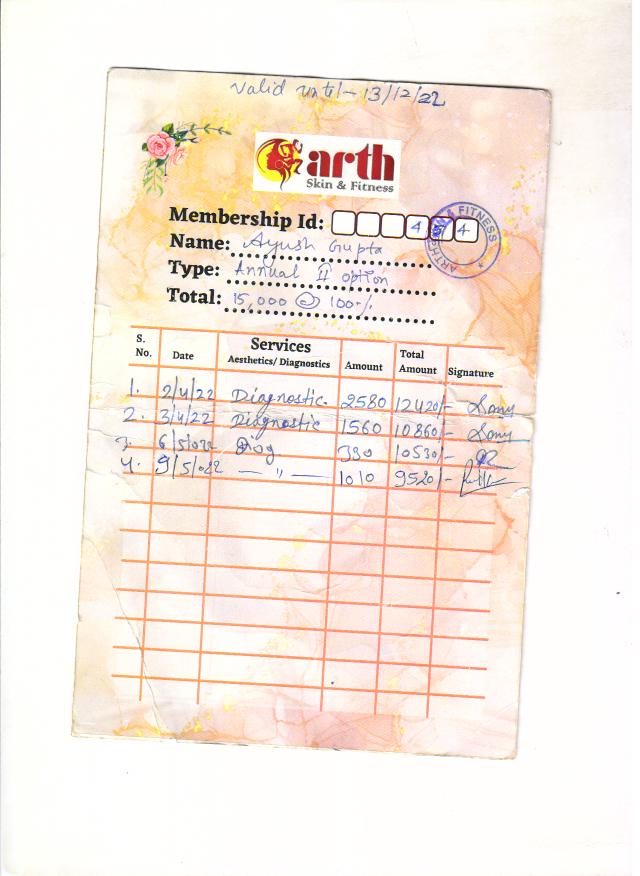 Valid until - 13/12/22
arth
Skin & Fitness
Membership Id: 4 4
Name: Ayush Gupta
Type: Annual II option
Total: 15,000 @ 100-/.
S. No. Date Services Aesthetics/ Diagnostics Amount Total Amount Signature
1. 2/4/22 Diagnostic. 2580 12420/-
2. 3/4/22 Diagnostic 1560 10860/-
3. 6/5/022 330 10530/-
4. 9/5/022 — " — 1010 9520/-
& FITNESS